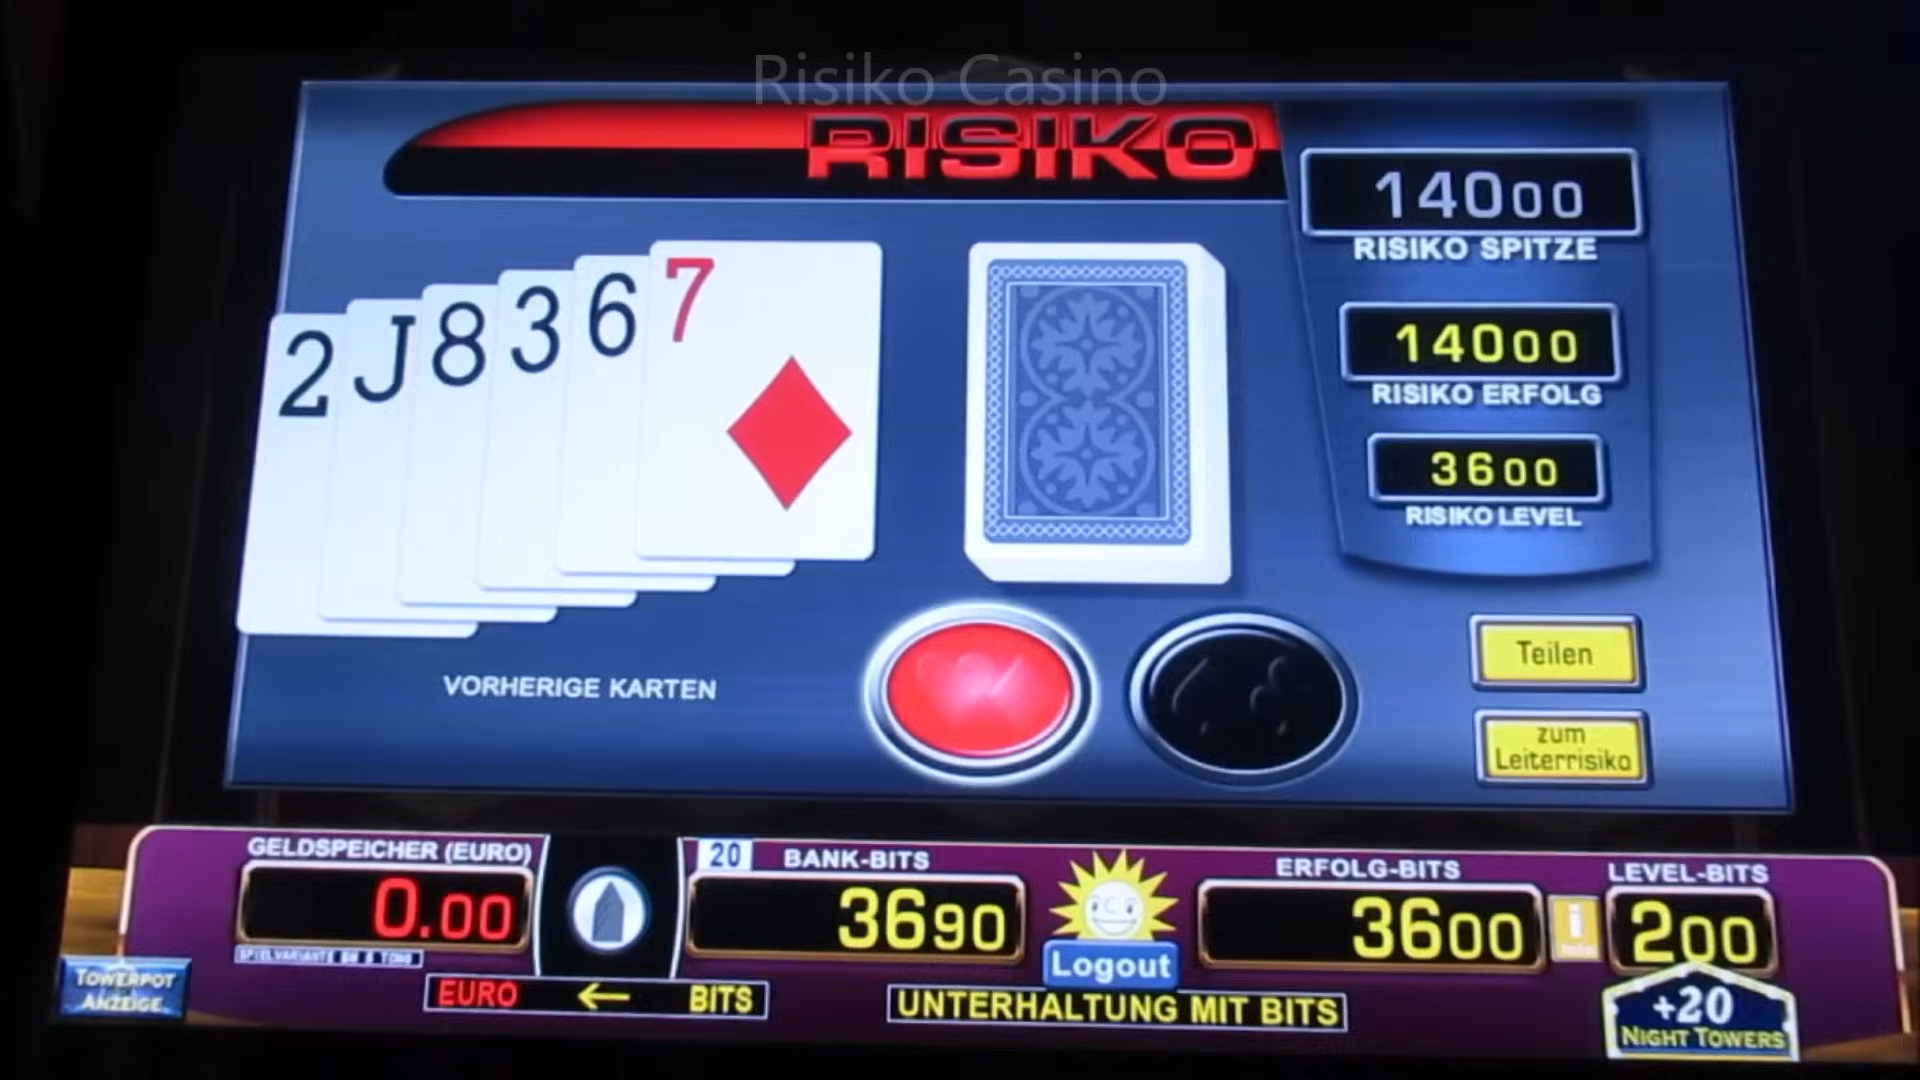 Risiko Casino
RISIKO
14000
RISIKO SPITZE
14000
RISIKO ERFOLG
3600
RISIKO LEVEL
2 J 8 3 6 7
VORHERIGE KARTEN
Teilen
zum
Leiterrisiko
GELDSPEICHER (EURO)
0.00
20 BANK-BITS
3690
Logout
ERFOLG-BITS
3600
i
LEVEL-BITS
200
TOWERPOT
ANZEIGE
EURO ← BITS
UNTERHALTUNG MIT BITS
+20
NIGHT TOWERS